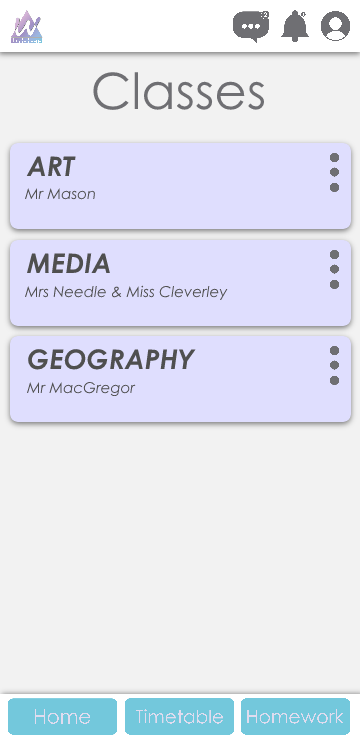 Classes
ART
Mr Mason
MEDIA
Mrs Needle & Miss Cleverley
GEOGRAPHY
Mr MacGregor
Home
Timetable
Homework